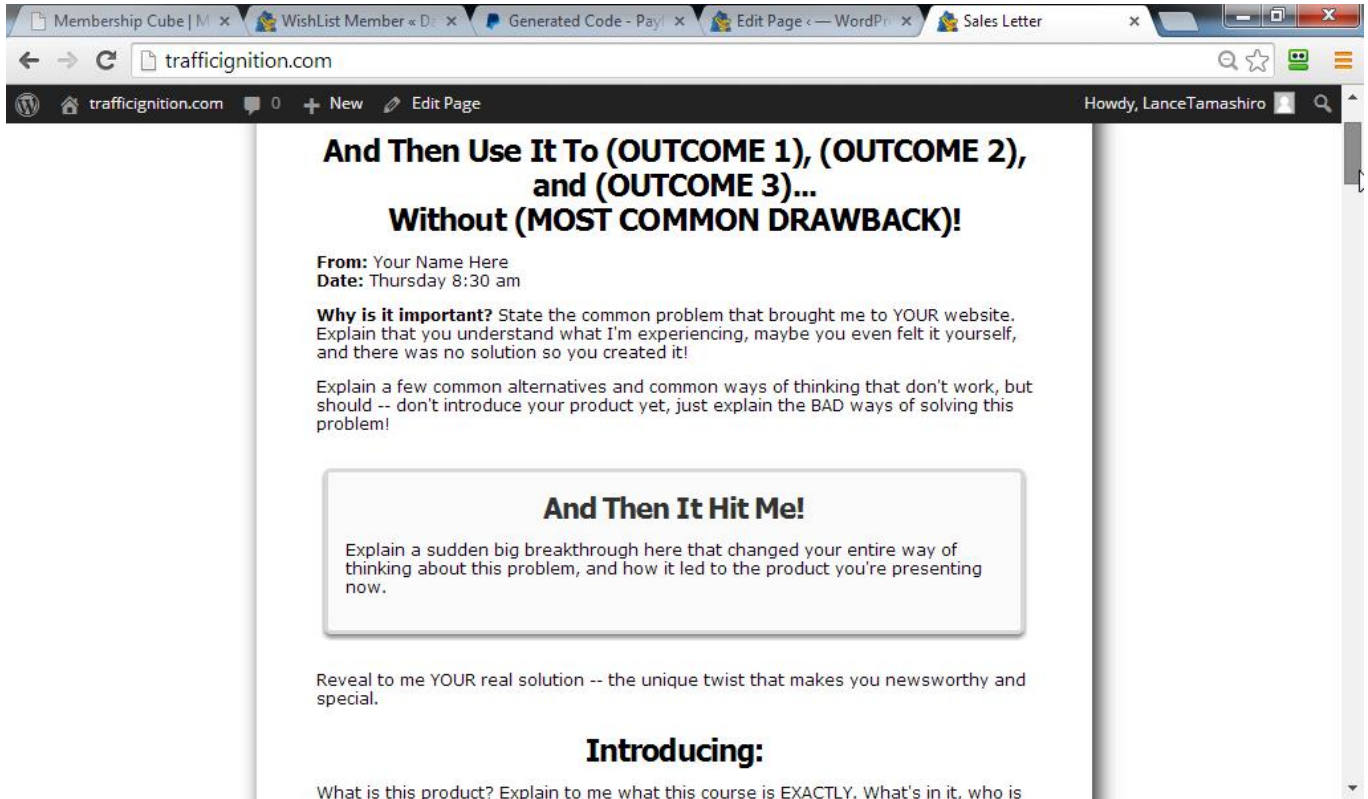 Membership Cube | M
WishList Member « Da
Generated Code - Pay
Edit Page ‹ — WordPr
Sales Letter
trafficignition.com
trafficignition.com 0 + New Edit Page Howdy, LanceTamashiro
And Then Use It To (OUTCOME 1), (OUTCOME 2),
and (OUTCOME 3)...
Without (MOST COMMON DRAWBACK)!
From: Your Name Here
Date: Thursday 8:30 am
Why is it important? State the common problem that brought me to YOUR website.
Explain that you understand what I'm experiencing, maybe you even felt it yourself,
and there was no solution so you created it!
Explain a few common alternatives and common ways of thinking that don't work, but
should -- don't introduce your product yet, just explain the BAD ways of solving this
problem!
And Then It Hit Me!
Explain a sudden big breakthrough here that changed your entire way of
thinking about this problem, and how it led to the product you're presenting
now.
Reveal to me YOUR real solution -- the unique twist that makes you newsworthy and
special.
Introducing:
What is this product? Explain to me what this course is EXACTLY. What's in it, who is